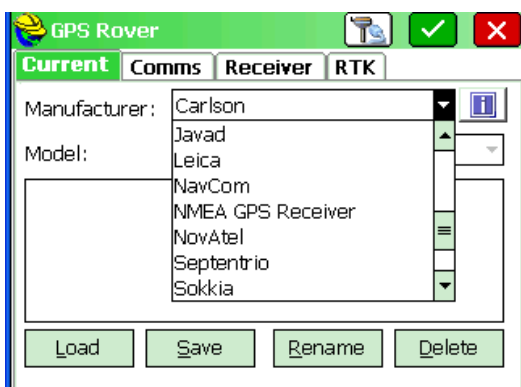 GPS Rover
Current Comms Receiver RTK
Manufacturer: Carlson
Javad
Model:
Leica
NavCom
NMEA GPS Receiver
NovAtel
Septentrio
Sokkia
Load Save Rename Delete